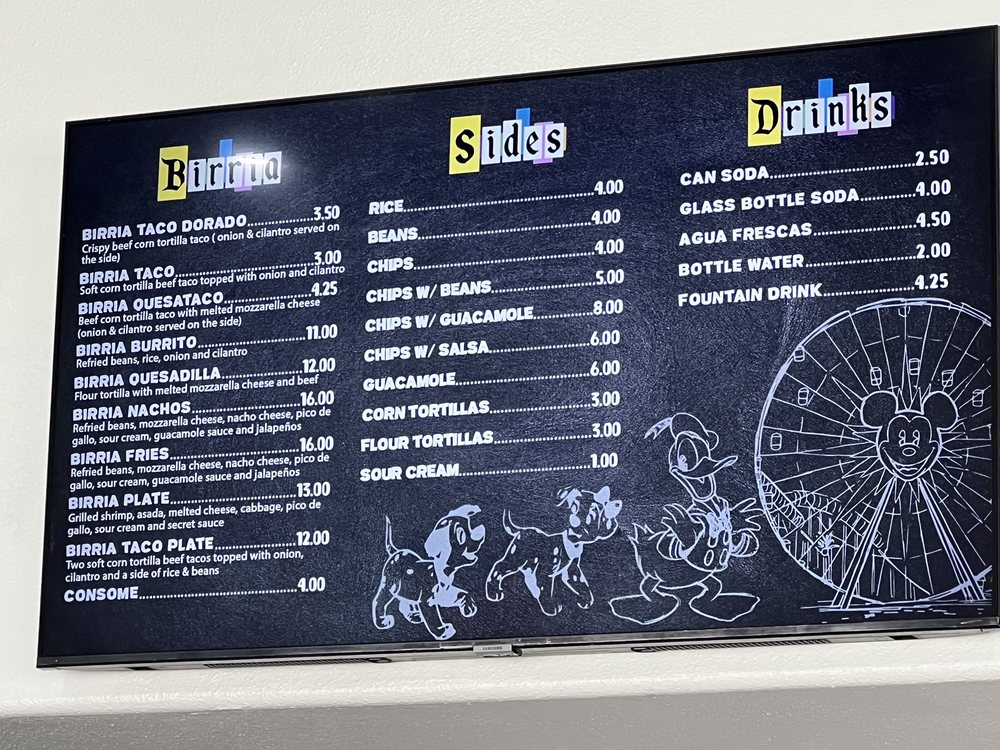 Birria
BIRRIA TACO DORADO..............3.50
Crispy beef corn tortilla taco ( onion & cilantro served on
the side)
BIRRIA TACO..............................3.00
Soft corn tortilla beef taco topped with onion and cilantro
BIRRIA QUESATACO..................4.25
Beef corn tortilla taco with melted mozzarella cheese
(onion & cilantro served on the side)
BIRRIA BURRITO.......................11.00
Refried beans, rice, onion and cilantro
BIRRIA QUESADILLA.................12.00
Flour tortilla with melted mozzarella cheese and beef
BIRRIA NACHOS.......................16.00
Refried beans, mozzarella cheese, nacho cheese, pico de
gallo, sour cream, guacamole sauce and jalapeños
BIRRIA FRIES...........................16.00
Refried beans, mozzarella cheese, nacho cheese, pico de
gallo, sour cream, guacamole sauce and jalapeños
BIRRIA PLATE..........................13.00
Grilled shrimp, asada, melted cheese, cabbage, pico de
gallo, sour cream and secret sauce
BIRRIA TACO PLATE..................12.00
Two soft corn tortilla beef tacos topped with onion,
cilantro and a side of rice & beans
CONSOME.................................4.00
Sides
RICE..........................................4.00
BEANS.......................................4.00
CHIPS........................................4.00
CHIPS W/ BEANS.......................5.00
CHIPS W/ GUACAMOLE.............8.00
CHIPS W/ SALSA.......................6.00
GUACAMOLE.............................6.00
CORN TORTILLAS......................3.00
FLOUR TORTILLAS.....................3.00
SOUR CREAM............................1.00
Drinks
CAN SODA.................................2.50
GLASS BOTTLE SODA.............4.00
AGUA FRESCAS.......................4.50
BOTTLE WATER.........................2.00
FOUNTAIN DRINK.....................4.25
SAMSUNG